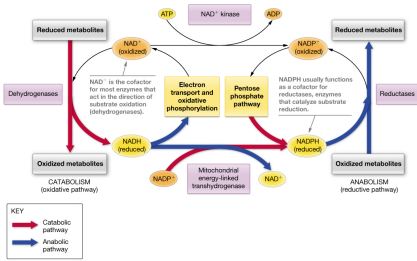 ATP
NAD⁺ kinase
ADP
Reduced metabolites
NAD⁺
(oxidized)
NADP⁺
(oxidized)
Reduced metabolites
Dehydrogenases
NAD⁺ is the cofactor
for most enzymes that
act in the direction of
substrate oxidation
(dehydrogenases).
Electron
transport and
oxidative
phosphorylation
Pentose
phosphate
pathway
NADPH usually functions
as a cofactor for
reductases, enzymes
that catalyze substrate
reduction.
Reductases
Oxidized metabolites
NADH
(reduced)
NADPH
(reduced)
Oxidized metabolites
CATABOLISM
(oxidative pathway)
NADP⁺
Mitochondrial
energy-linked
transhydrogenase
NAD⁺
ANABOLISM
(reductive pathway)
KEY
Catabolic
pathway
Anabolic
pathway